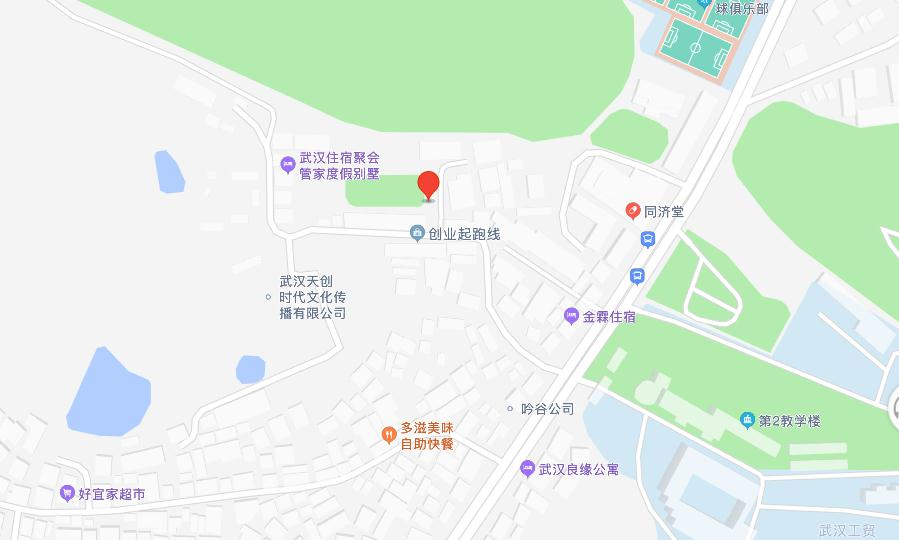 球俱乐部
武汉住宿聚会
管家度假别墅
同济堂
创业起跑线
武汉天创
时代文化传
播有限公司
金霖住宿
吟谷公司
第2教学楼
多滋美味
自助快餐
武汉良缘公寓
好宜家超市
武汉工贸